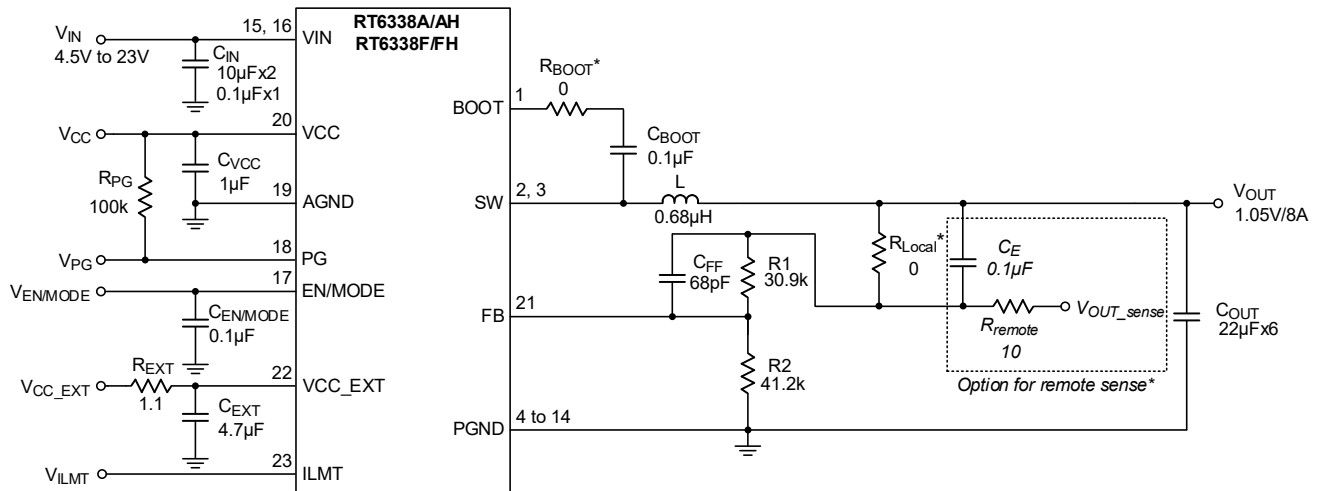 RT6338A/AH
RT6338F/FH
VIN
4.5V to 23V
15, 16
VIN
CIN
10µFx2
0.1µFx1
VCC
20
VCC
CVCC
1µF
RPG
100k
19
AGND
VPG
18
PG
VEN/MODE
17
EN/MODE
CEN/MODE
0.1µF
VCC_EXT
REXT
1.1
22
VCC_EXT
CEXT
4.7µF
VILMT
23
ILMT
BOOT
1
RBOOT*
0
CBOOT
0.1µF
SW
2, 3
L
0.68µH
VOUT
1.05V/8A
RLocal*
0
CE
0.1µF
Rremote
10
VOUT_sense
Option for remote sense*
COUT
22µFx6
CFF
68pF
R1
30.9k
FB
21
R2
41.2k
PGND
4 to 14